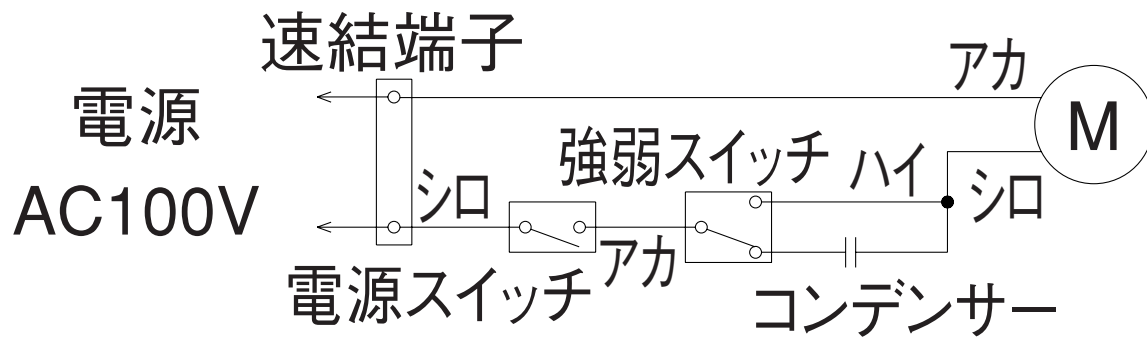 速結端子
アカ
電源
AC100V
M
強弱スイッチ
ハイ
シロ
シロ
アカ
電源スイッチ
コンデンサー